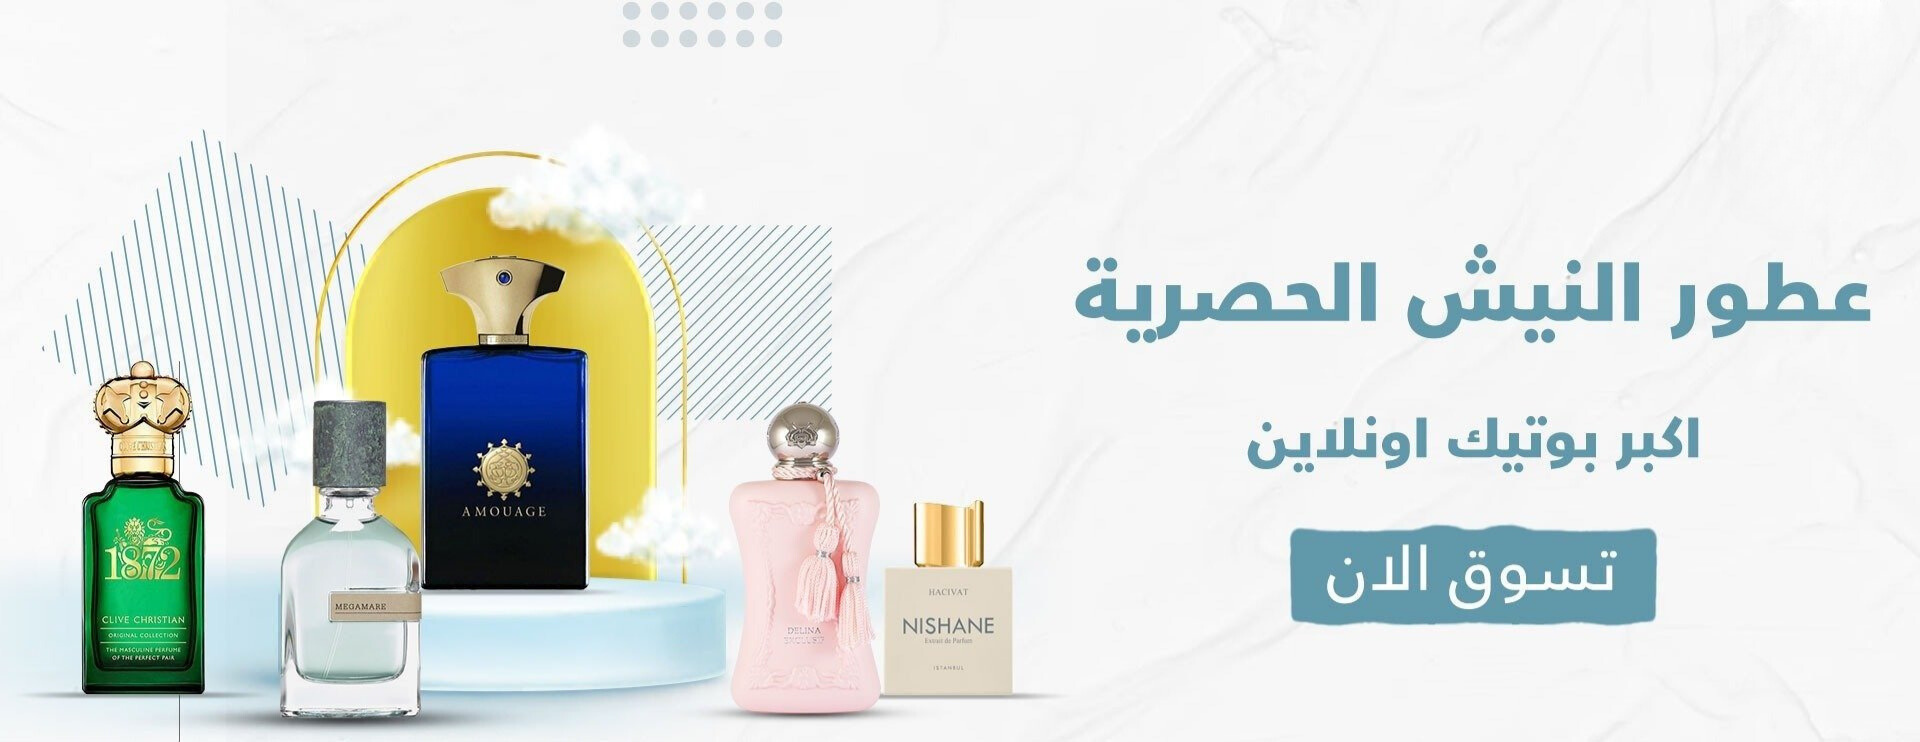 عطور النيش الحصرية
اكبر بوتيك اونلاين
تسوق الان
AMOUAGE
1872
CLIVE CHRISTIAN
ORIGINAL COLLECTION
THE MASCULINE PERFUME
OF THE PERFECT PAIR
MEGAMARE
DELINA
HACIVAT
NISHANE
Extrait de Parfum
ISTANBUL